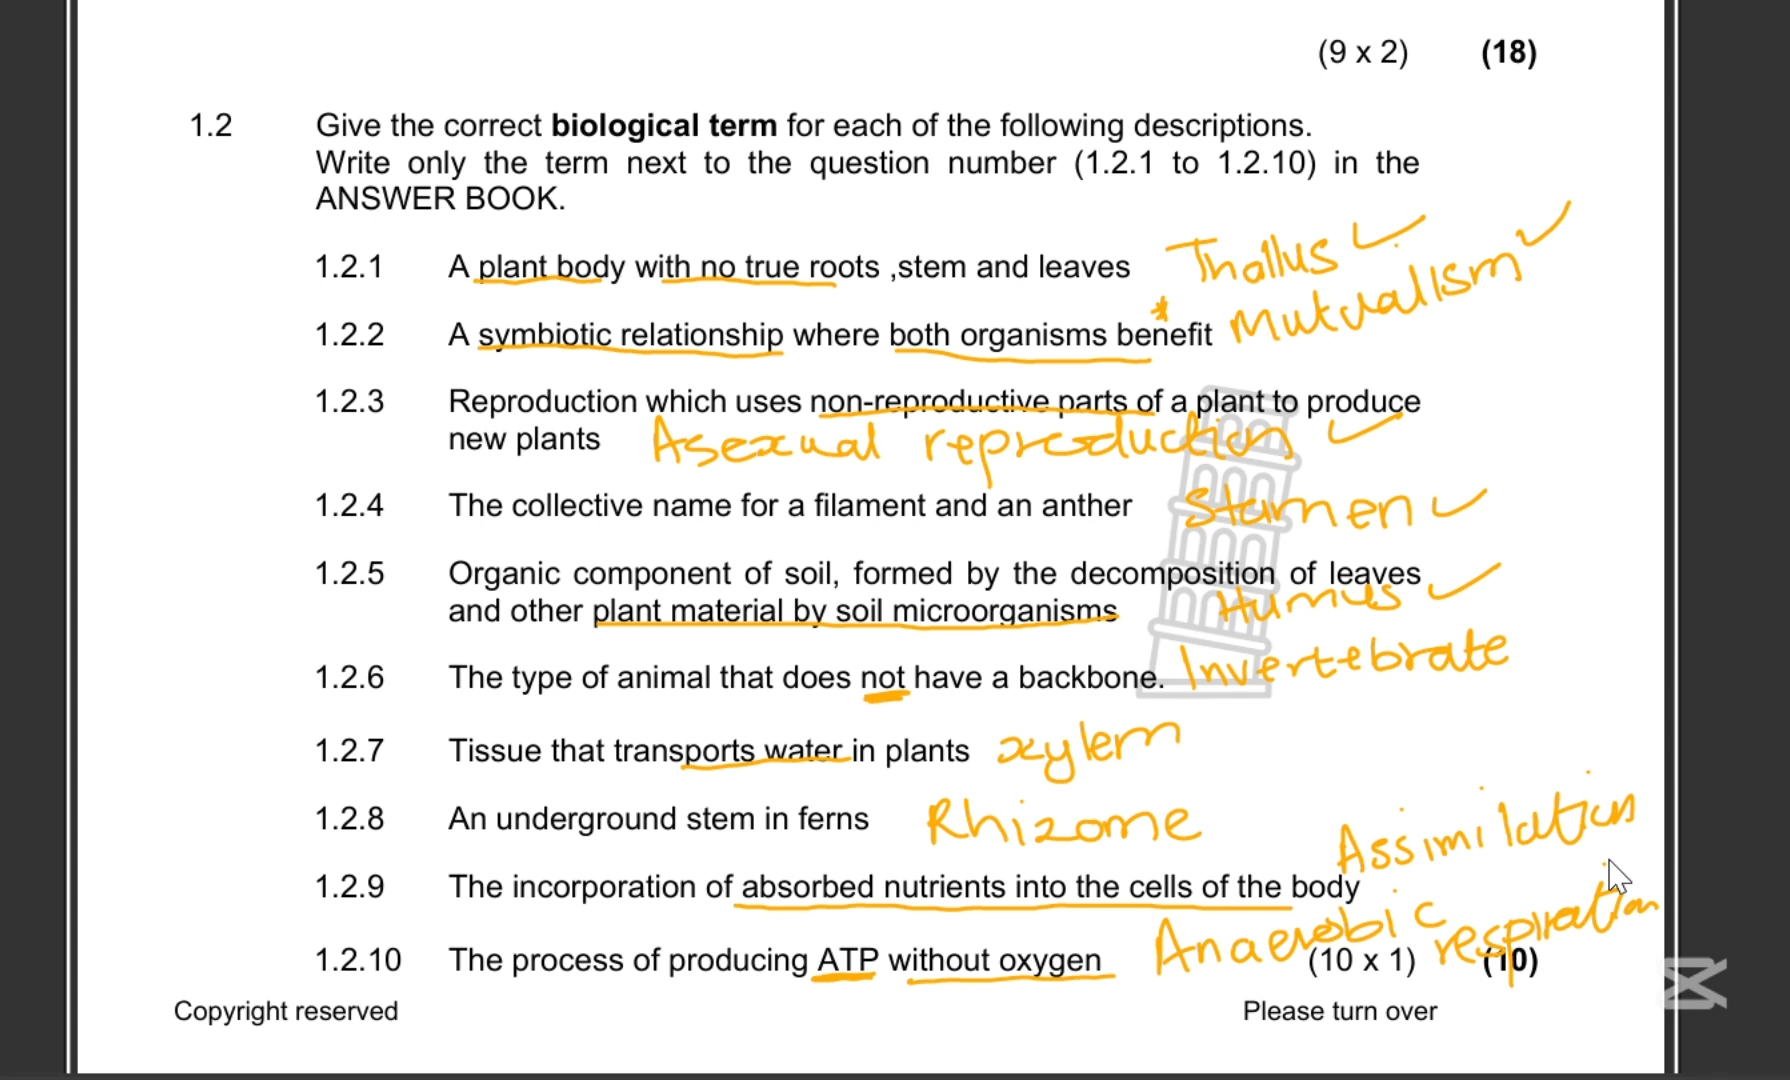 (9 x 2) (18)
1.2 Give the correct biological term for each of the following descriptions.
Write only the term next to the question number (1.2.1 to 1.2.10) in the
ANSWER BOOK.
1.2.1 A plant body with no true roots ,stem and leaves Thallus ✓
1.2.2 A symbiotic relationship where both organisms benefit * Mutualism ✓
1.2.3 Reproduction which uses non-reproductive parts of a plant to produce
new plants Asexual reproduction ✓
1.2.4 The collective name for a filament and an anther Stamen ✓
1.2.5 Organic component of soil, formed by the decomposition of leaves
and other plant material by soil microorganisms Humus ✓
1.2.6 The type of animal that does not have a backbone. Invertebrate
1.2.7 Tissue that transports water in plants xylem
1.2.8 An underground stem in ferns Rhizome
1.2.9 The incorporation of absorbed nutrients into the cells of the body Assimilation
1.2.10 The process of producing ATP without oxygen Anaerobic respiration (10 x 1) (10)
Copyright reserved Please turn over